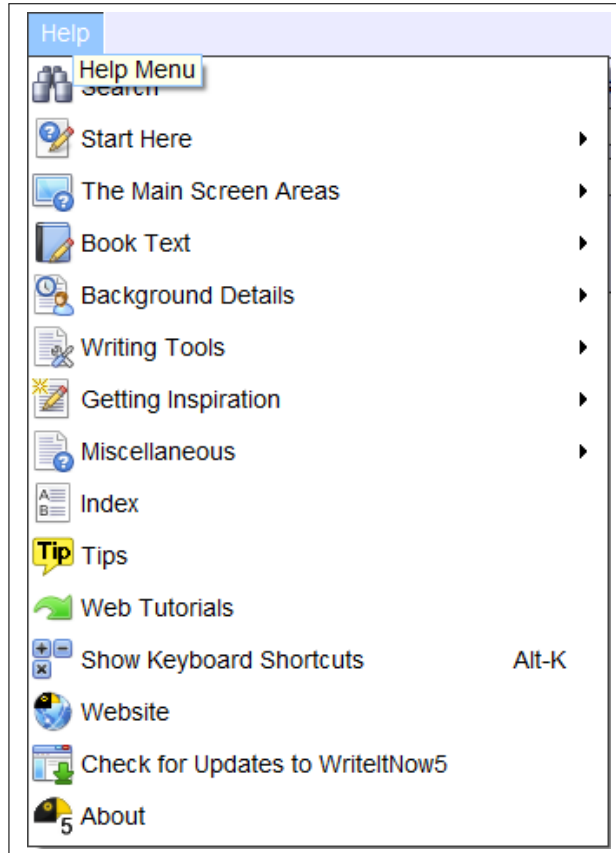 Help
Help Menu
Search
Start Here
The Main Screen Areas
Book Text
Background Details
Writing Tools
Getting Inspiration
Miscellaneous
A
B
Index
Tip Tips
Web Tutorials
Show Keyboard Shortcuts Alt-K
Website
Check for Updates to WriteItNow5
5 About